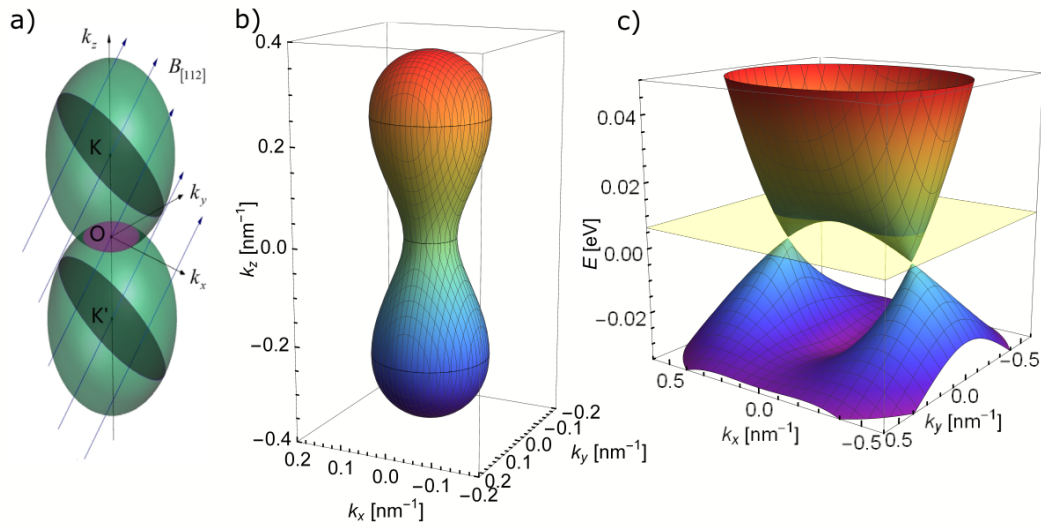 a)
k_z
B_[112]
K
k_y
O
k_x
K'
b)
0.4
0.2
0.0
-0.2
-0.4
k_z [nm⁻¹]
0.2
0.1
0.0
-0.1
-0.2
k_x [nm⁻¹]
-0.2
-0.1
0.0
0.1
0.2
k_y [nm⁻¹]
c)
0.04
0.02
0.00
-0.02
E [eV]
0.5
0.0
-0.5
k_x [nm⁻¹]
-0.5
0.0
0.5
k_y [nm⁻¹]